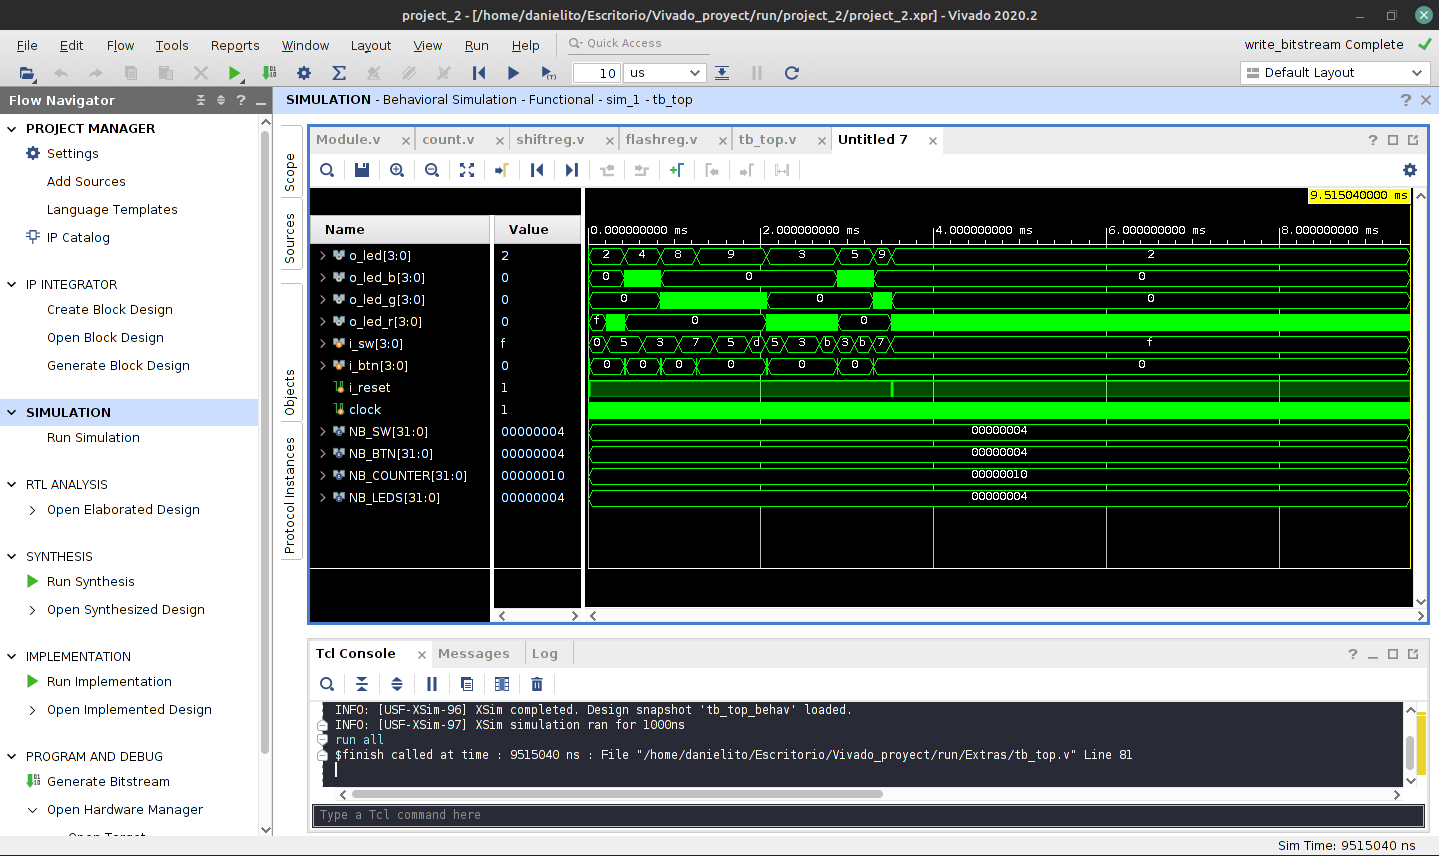 project_2 - [/home/danielito/Escritorio/Vivado_proyect/run/project_2/project_2.xpr] - Vivado 2020.2
File Edit Flow Tools Reports Window Layout View Run Help Quick Access
write_bitstream Complete
10 us
Default Layout
Flow Navigator
PROJECT MANAGER
Settings
Add Sources
Language Templates
IP Catalog
IP INTEGRATOR
Create Block Design
Open Block Design
Generate Block Design
SIMULATION
Run Simulation
RTL ANALYSIS
Open Elaborated Design
SYNTHESIS
Run Synthesis
Open Synthesized Design
IMPLEMENTATION
Run Implementation
Open Implemented Design
PROGRAM AND DEBUG
Generate Bitstream
Open Hardware Manager
Open Target
SIMULATION - Behavioral Simulation - Functional - sim_1 - tb_top
Scope
Sources
Objects
Protocol Instances
Module.v count.v shiftreg.v flashreg.v tb_top.v Untitled 7
9.515040000 ms
Name Value
0.000000000 ms 2.000000000 ms 4.000000000 ms 6.000000000 ms 8.000000000 ms
o_led[3:0] 2 2 4 8 9 3 5 9 2
o_led_b[3:0] 0 0 0 0
o_led_g[3:0] 0 0 0 0
o_led_r[3:0] 0 f 0 0
i_sw[3:0] f 0 5 3 7 5 d 5 3 b 3 b 7 f
i_btn[3:0] 0 0 0 0 0 0 0 0
i_reset 1
clock 1
NB_SW[31:0] 00000004 00000004
NB_BTN[31:0] 00000004 00000004
NB_COUNTER[31:0] 00000010 00000010
NB_LEDS[31:0] 00000004 00000004
Tcl Console Messages Log
INFO: [USF-XSim-96] XSim completed. Design snapshot 'tb_top_behav' loaded.
INFO: [USF-XSim-97] XSim simulation ran for 1000ns
run all
$finish called at time : 9515040 ns : File "/home/danielito/Escritorio/Vivado_proyect/run/Extras/tb_top.v" Line 81
Type a Tcl command here
Sim Time: 9515040 ns